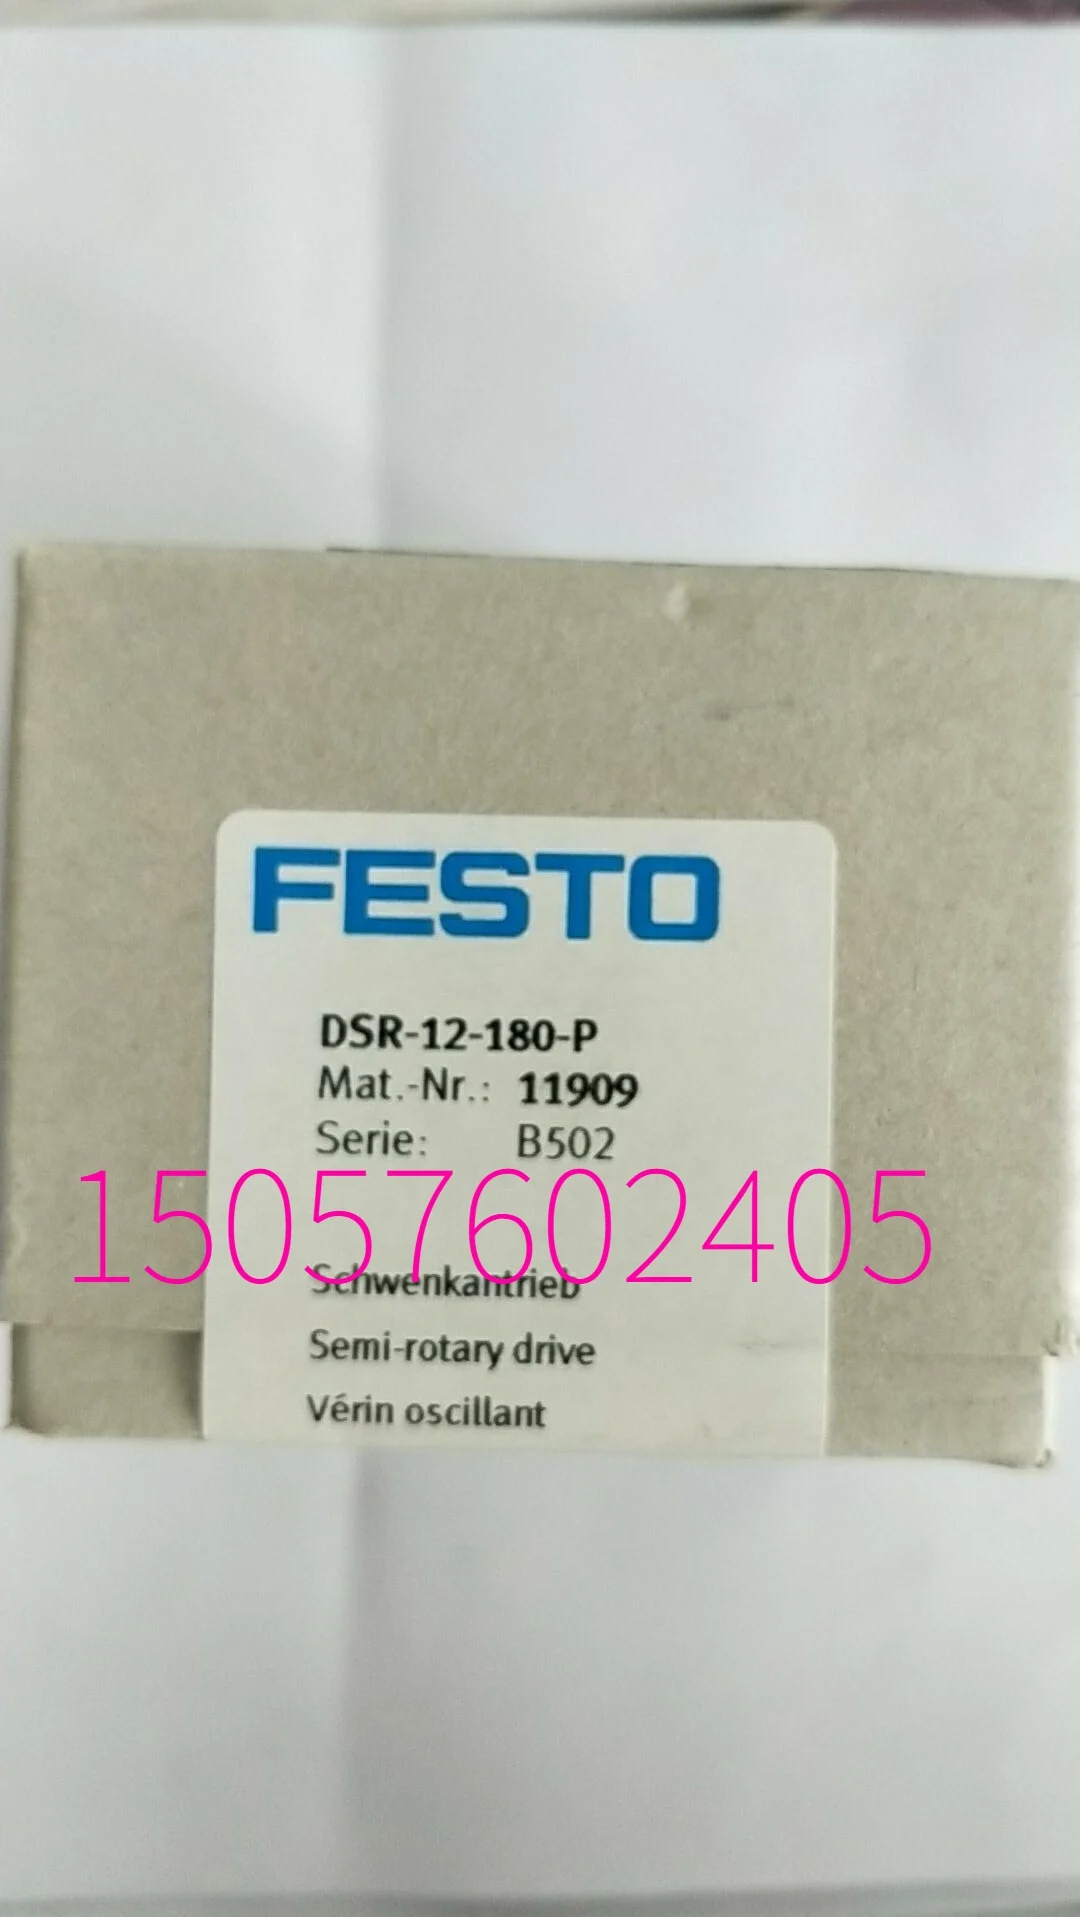 FESTO
DSR-12-180-P
Mat.-Nr.: 11909
Serie: B502
15057602405
Schwenkantrieb
Semi-rotary drive
Vérin oscillant